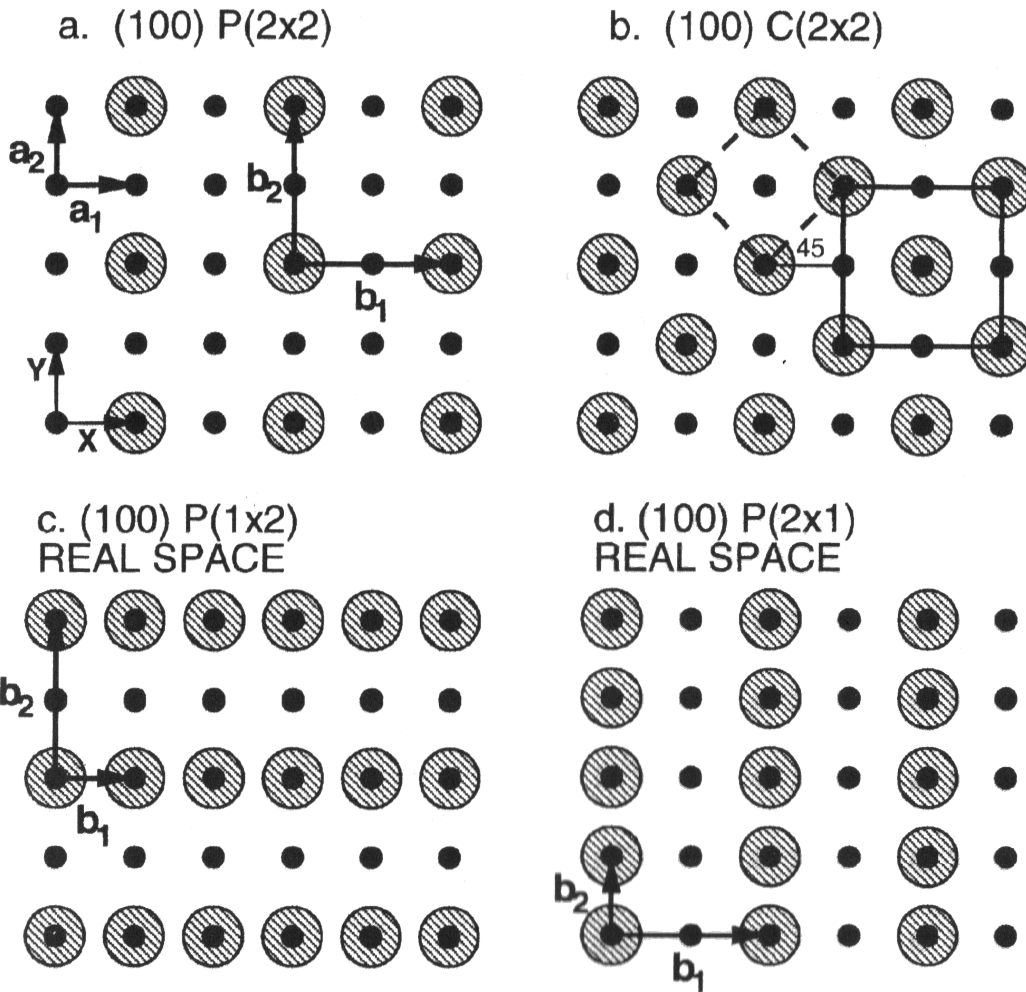 a. (100) P(2x2)
b. (100) C(2x2)
a2
a1
b2
b1
Y
X
45
c. (100) P(1x2)
REAL SPACE
d. (100) P(2x1)
REAL SPACE
b2
b1
b2
b1